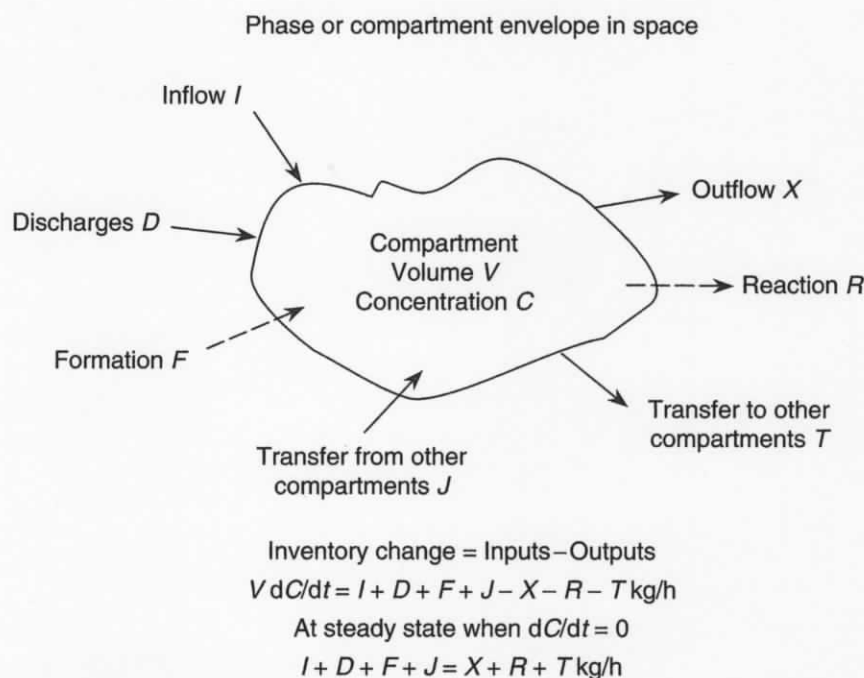 Phase or compartment envelope in space
Inflow I
Discharges D
Formation F
Transfer from other
compartments J
Compartment
Volume V
Concentration C
Outflow X
Reaction R
Transfer to other
compartments T
Inventory change = Inputs–Outputs
V dC/dt = I + D + F + J – X – R – T kg/h
At steady state when dC/dt = 0
I + D + F + J = X + R + T kg/h